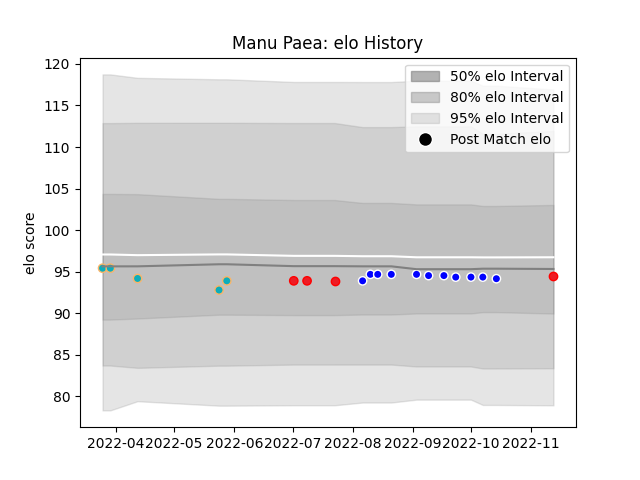 Manu Paea: elo History
120
115
110
105
100
95
90
85
80
elo score
50% elo Interval
80% elo Interval
95% elo Interval
Post Match elo
2022-04
2022-05
2022-06
2022-07
2022-08
2022-09
2022-10
2022-11